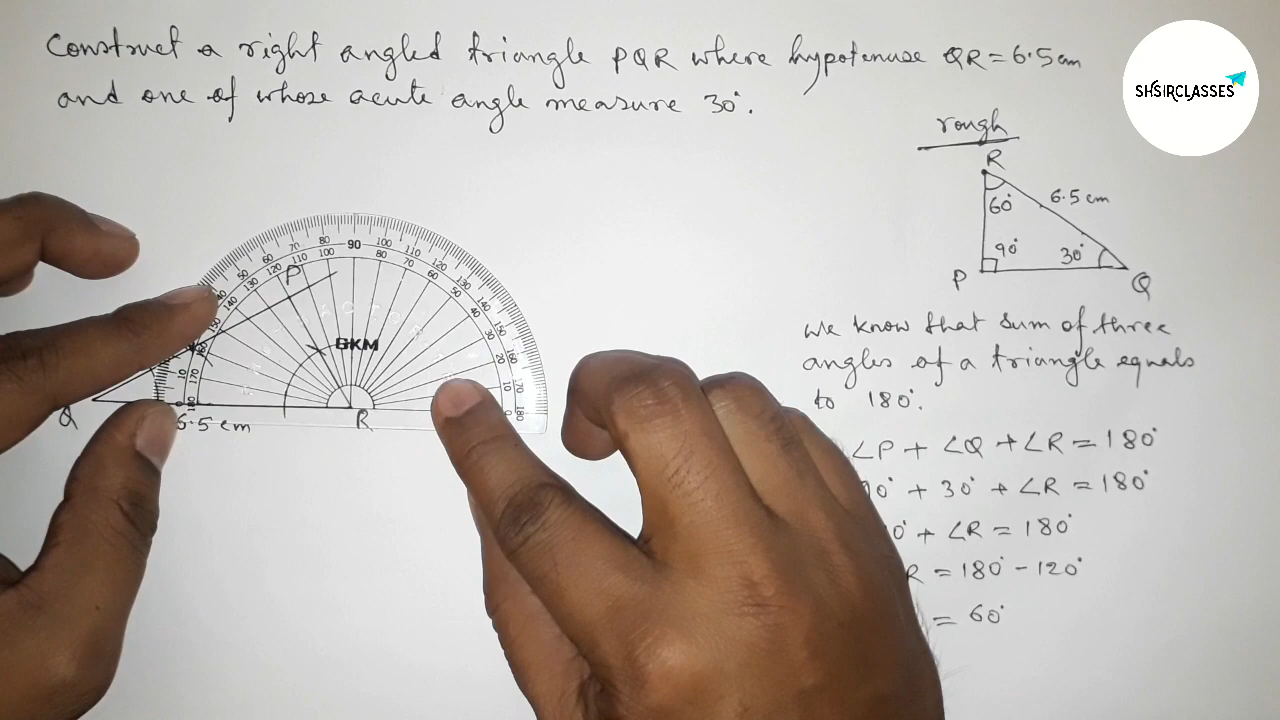 Construct a right angled triangle PQR where hypotenuse QR = 6.5 cm
and one of whose acute angle measure 30°.
SHSIRCLASSES
rough
R
60°
6.5 cm
90°
30°
P
Q
We know that sum of three
angles of a triangle equals
to 180°.
∠P + ∠Q + ∠R = 180°
0° + 30° + ∠R = 180°
0° + ∠R = 180°
R = 180° - 120°
= 60°
P
GKM
Q
.5 cm
R